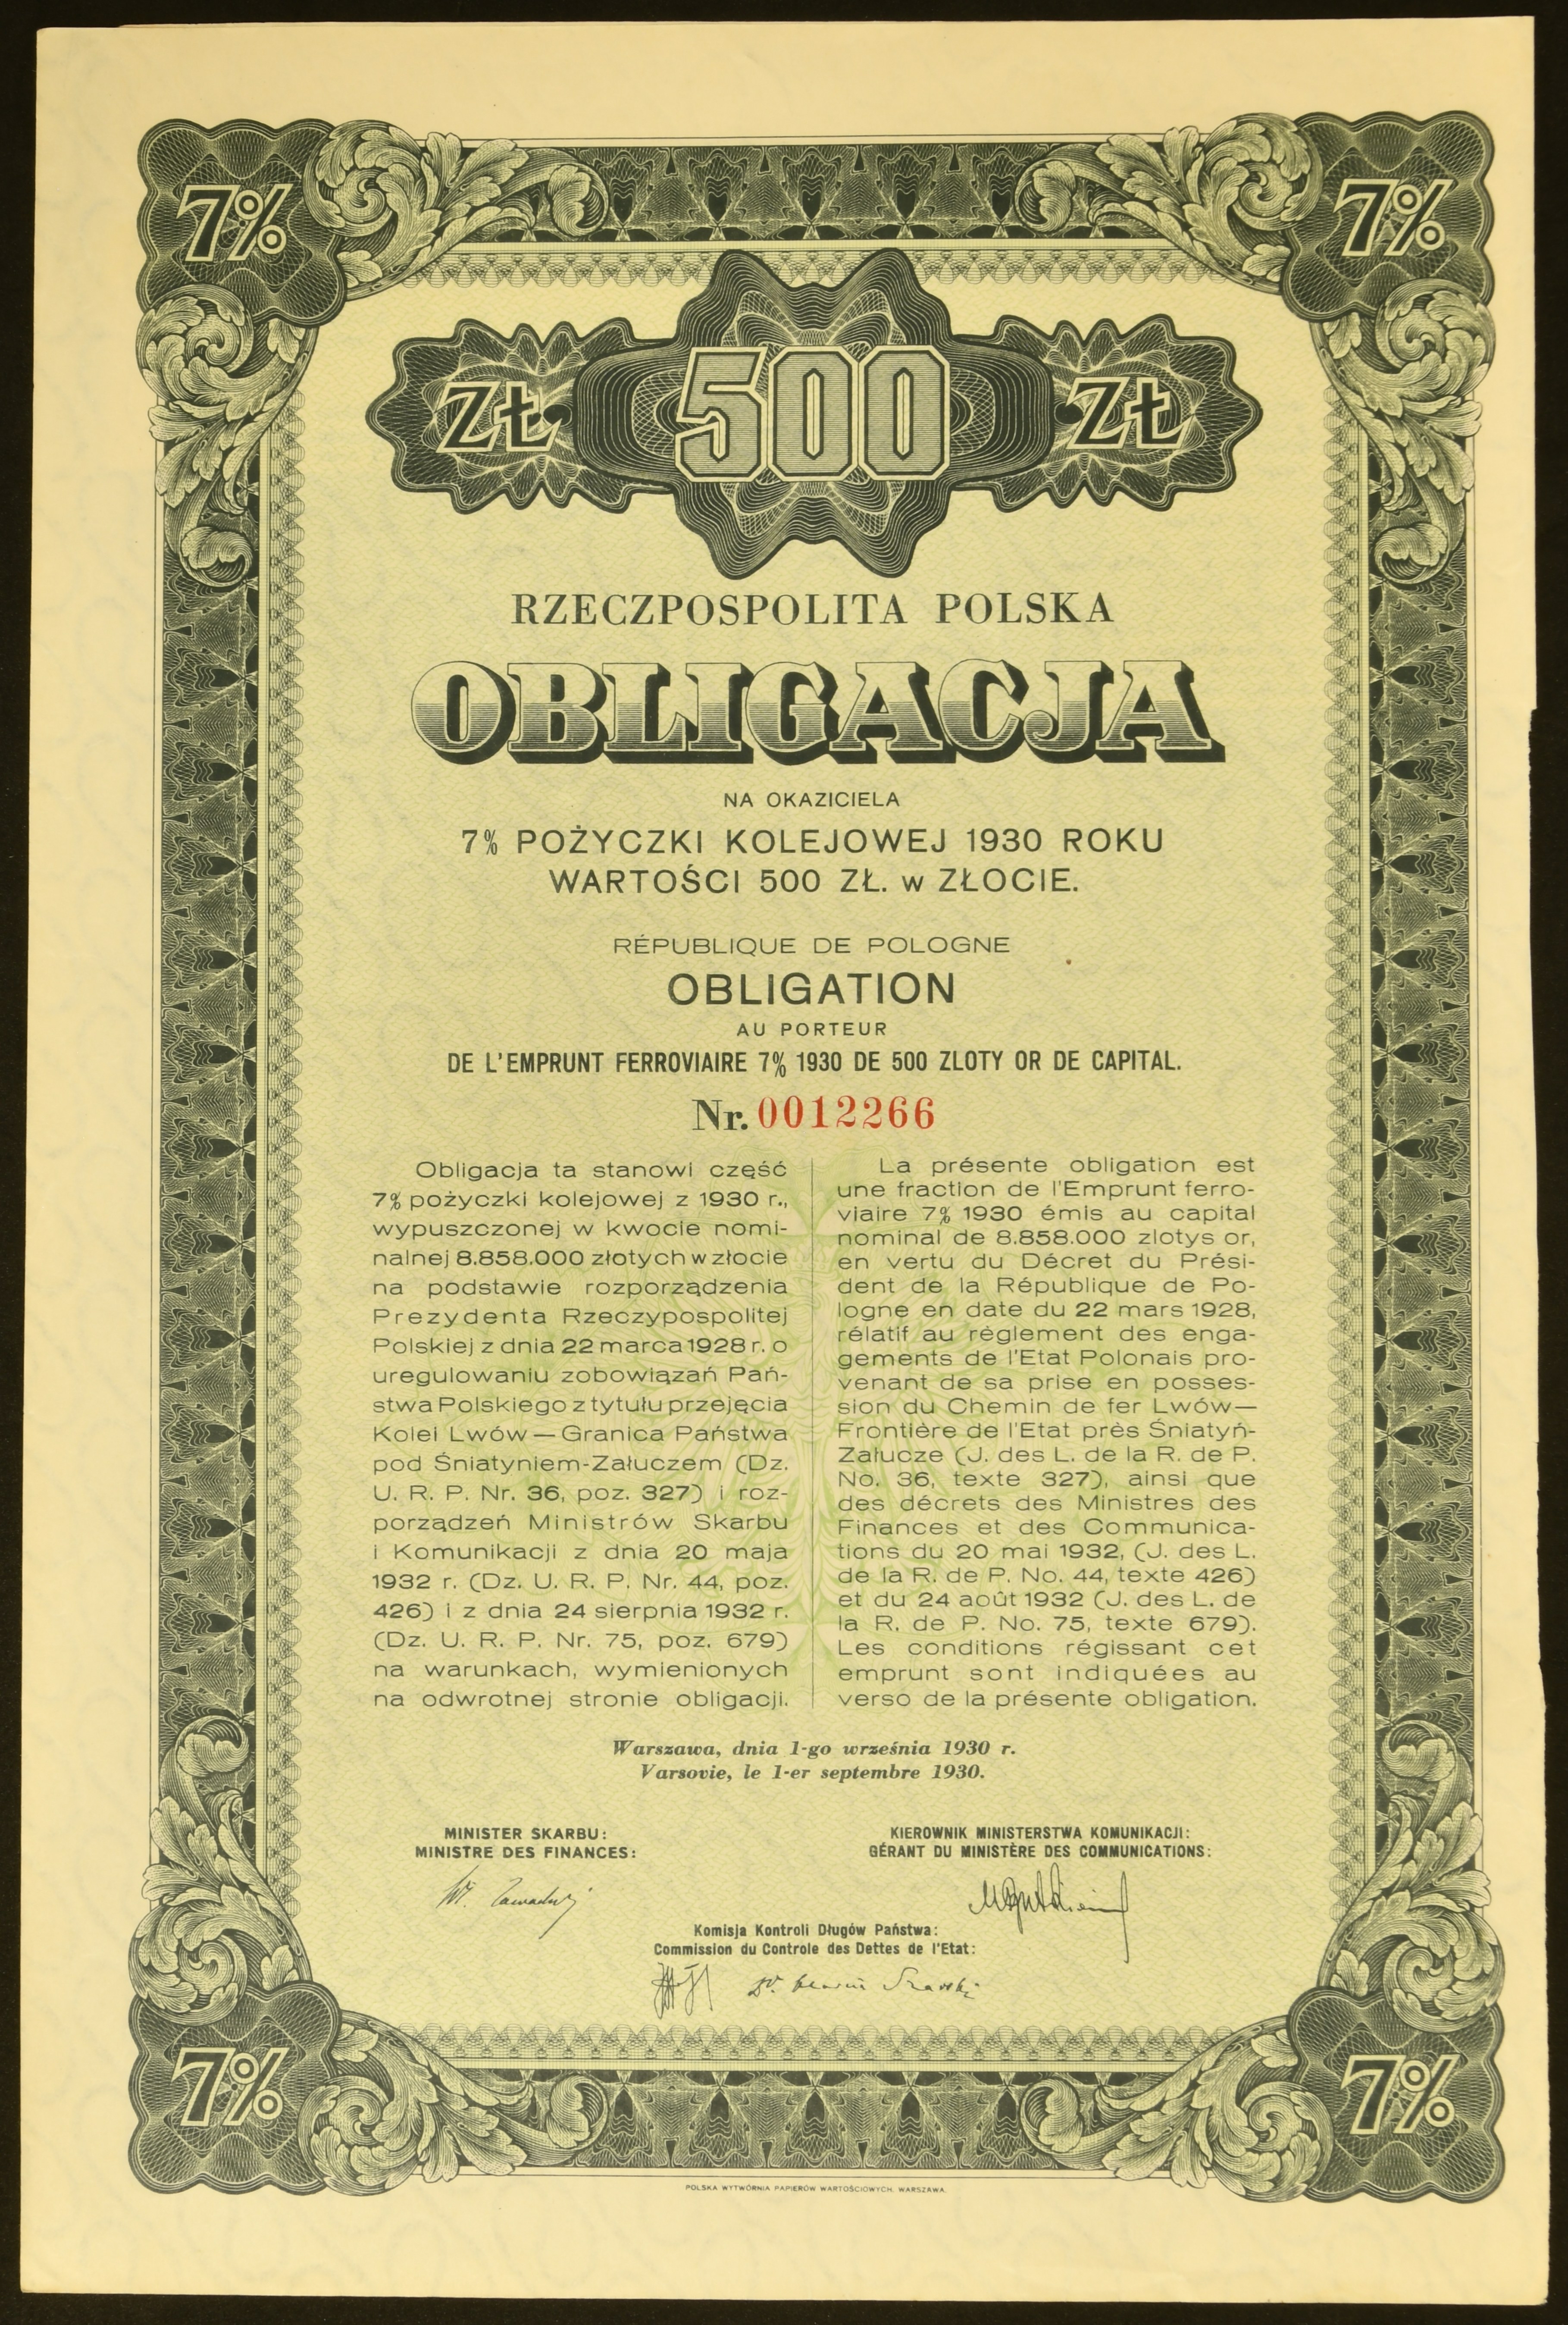 7% 7%
ZŁ 500 ZŁ
RZECZPOSPOLITA POLSKA
OBLIGACJA
NA OKAZICIELA
7% POŻYCZKI KOLEJOWEJ 1930 ROKU
WARTOŚCI 500 ZŁ. w ZŁOCIE.
RÉPUBLIQUE DE POLOGNE
OBLIGATION
AU PORTEUR
DE L'EMPRUNT FERROVIAIRE 7% 1930 DE 500 ZLOTY OR DE CAPITAL.
Nr. 0012266
Obligacja ta stanowi część
7% pożyczki kolejowej z 1930 r.,
wypuszczonej w kwocie nomi-
nalnej 8.858.000 złotych w złocie
na podstawie rozporządzenia
Prezydenta Rzeczypospolitej
Polskiej z dnia 22 marca 1928 r. o
uregulowaniu zobowiązań Pań-
stwa Polskiego z tytułu przejęcia
Kolei Lwów—Granica Państwa
pod Śniatyniem-Załuczem (Dz.
U. R. P. Nr. 36, poz. 327) i roz-
porządzeń Ministrów Skarbu
i Komunikacji z dnia 20 maja
1932 r. (Dz. U. R. P. Nr. 44, poz.
426) i z dnia 24 sierpnia 1932 r.
(Dz. U. R. P. Nr. 75, poz. 679)
na warunkach, wymienionych
na odwrotnej stronie obligacji.
La présente obligation est
une fraction de l'Emprunt ferro-
viaire 7% 1930 émis au capital
nominal de 8.858.000 zlotys or,
en vertu du Décret du Prési-
dent de la République de Po-
logne en date du 22 mars 1928,
rélatif au règlement des enga-
gements de l'Etat Polonais pro-
venant de sa prise en posses-
sion du Chemin de fer Lwów—
Frontière de l'Etat près Śniatyń-
Załucze (J. des L. de la R. de P.
No. 36, texte 327), ainsi que
des décrets des Ministres des
Finances et des Communica-
tions du 20 mai 1932, (J. des L.
de la R. de P. No. 44, texte 426)
et du 24 août 1932 (J. des L. de
la R. de P. No. 75, texte 679).
Les conditions régissant cet
emprunt sont indiquées au
verso de la présente obligation.
Warszawa, dnia 1-go września 1930 r.
Varsovie, le 1-er septembre 1930.
MINISTER SKARBU:
MINISTRE DES FINANCES:
KIEROWNIK MINISTERSTWA KOMUNIKACJI:
GÉRANT DU MINISTÈRE DES COMMUNICATIONS:
Komisja Kontroli Długów Państwa:
Commission du Controle des Dettes de l'Etat:
7% 7%
POLSKA WYTWÓRNIA PAPIERÓW WARTOŚCIOWYCH. WARSZAWA.